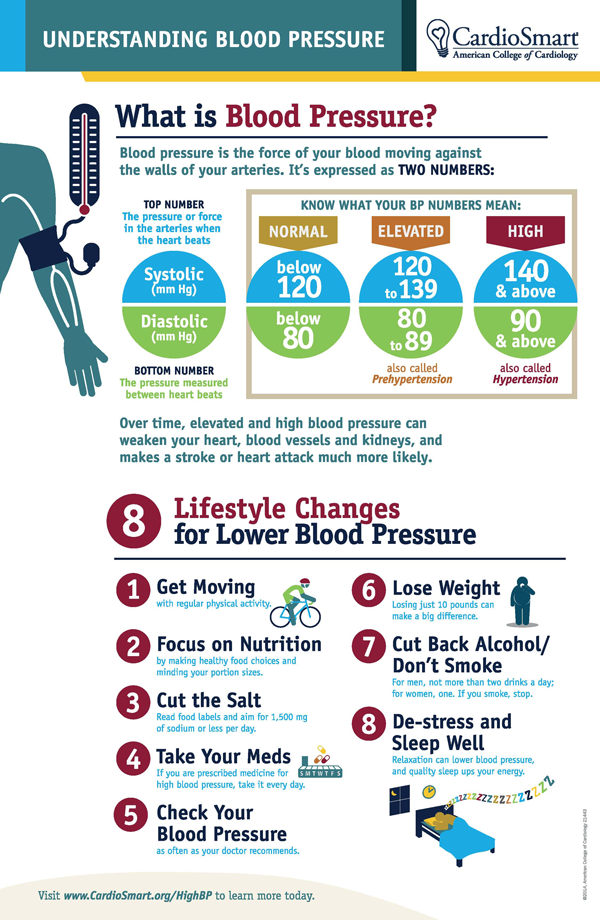 UNDERSTANDING BLOOD PRESSURE
CardioSmart
American College of Cardiology
What is Blood Pressure?
Blood pressure is the force of your blood moving against
the walls of your arteries. It's expressed as TWO NUMBERS:
TOP NUMBER
The pressure or force
in the arteries when
the heart beats
Systolic
(mm Hg)
Diastolic
(mm Hg)
BOTTOM NUMBER
The pressure measured
between heart beats
KNOW WHAT YOUR BP NUMBERS MEAN:
NORMAL
below
120
below
80
ELEVATED
120
to 139
80
to 89
also called
Prehypertension
HIGH
140
& above
90
& above
also called
Hypertension
Over time, elevated and high blood pressure can
weaken your heart, blood vessels and kidneys, and
makes a stroke or heart attack much more likely.
8
Lifestyle Changes
for Lower Blood Pressure
1 Get Moving
with regular physical activity.
2 Focus on Nutrition
by making healthy food choices and
minding your portion sizes.
3 Cut the Salt
Read food labels and aim for 1,500 mg
of sodium or less per day.
4 Take Your Meds
If you are prescribed medicine for
high blood pressure, take it every day.
S M T W T F S
5 Check Your
Blood Pressure
as often as your doctor recommends.
6 Lose Weight
Losing just 10 pounds can
make a big difference.
7 Cut Back Alcohol/
Don't Smoke
For men, not more than two drinks a day;
for women, one. If you smoke, stop.
8 De-stress and
Sleep Well
Relaxation can lower blood pressure,
and quality sleep ups your energy.
Visit www.CardioSmart.org/HighBP to learn more today.
©2014, American College of Cardiology